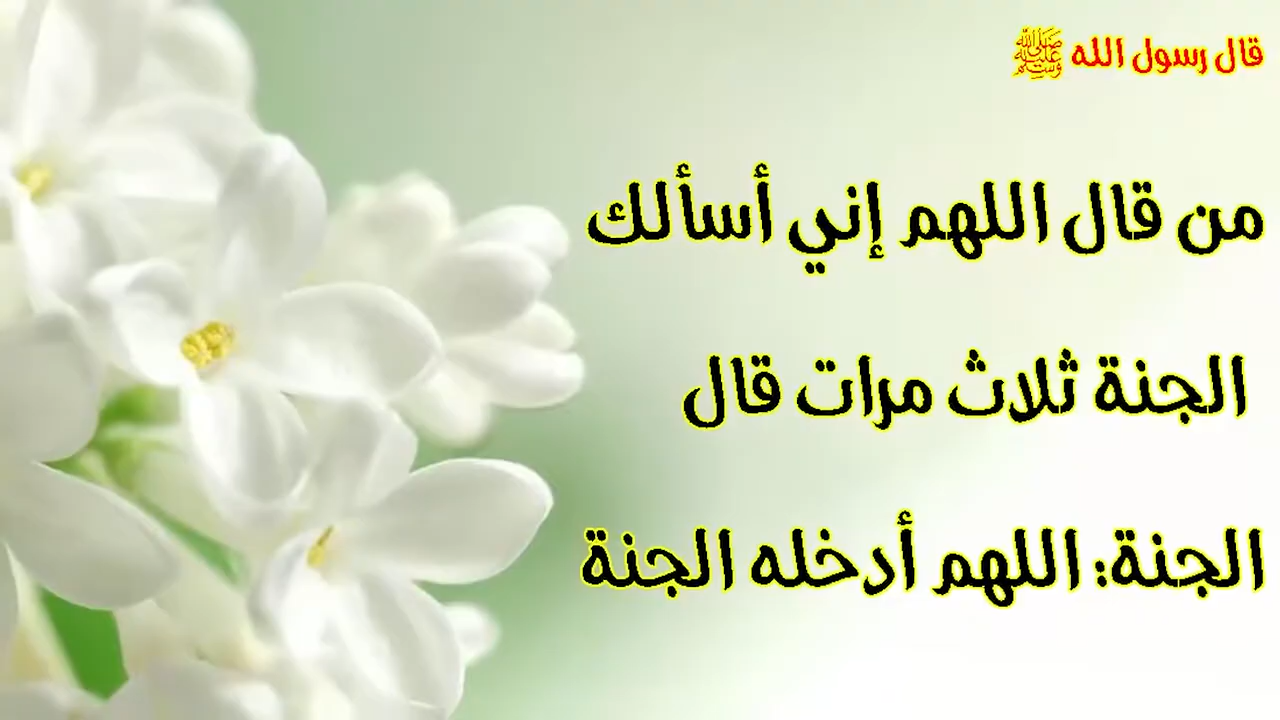 قال رسول الله ﷺ
من قال اللهم إني أسألك
الجنة ثلاث مرات قال
الجنة: اللهم أدخله الجنة